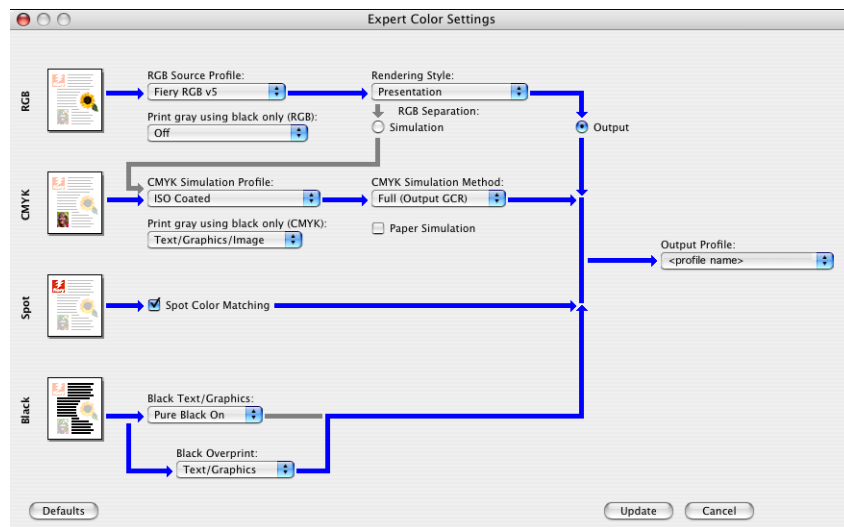 Expert Color Settings
RGB
RGB Source Profile:
Fiery RGB v5
Rendering Style:
Presentation
Print gray using black only (RGB):
Off
RGB Separation:
Simulation
Output
CMYK
CMYK Simulation Profile:
ISO Coated
CMYK Simulation Method:
Full (Output GCR)
Print gray using black only (CMYK):
Text/Graphics/Image
Paper Simulation
Output Profile:
<profile name>
Spot
Spot Color Matching
Black
Black Text/Graphics:
Pure Black On
Black Overprint:
Text/Graphics
Defaults
Update
Cancel